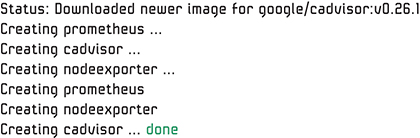 Status: Downloaded newer image for google/cadvisor:v0.26.1
Creating prometheus ...
Creating cadvisor ...
Creating nodeexporter ...
Creating prometheus
Creating nodeexporter
Creating cadvisor ... done